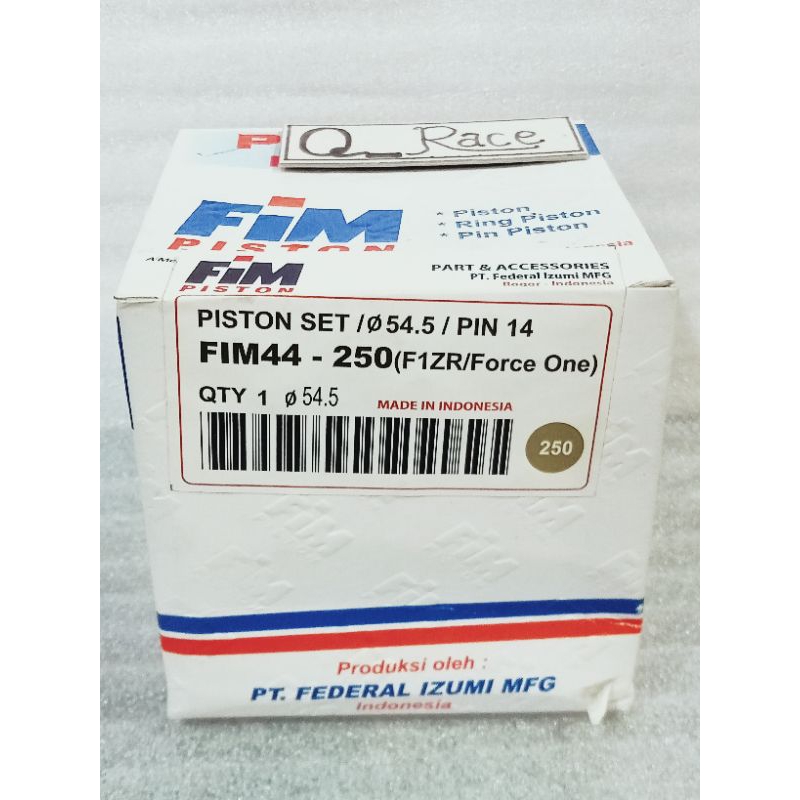 Q_Race
FiM
PISTON
* Piston
* Ring Piston
* Pin Piston
FiM
PISTON
PART & ACCESSORIES
PT. Federal Izumi MFG
Bogor - Indonesia
PISTON SET /Ø 54.5 / PIN 14
FIM44 - 250(F1ZR/Force One)
QTY 1 Ø 54.5
MADE IN INDONESIA
250
Produksi oleh :
PT. FEDERAL IZUMI MFG
Indonesia